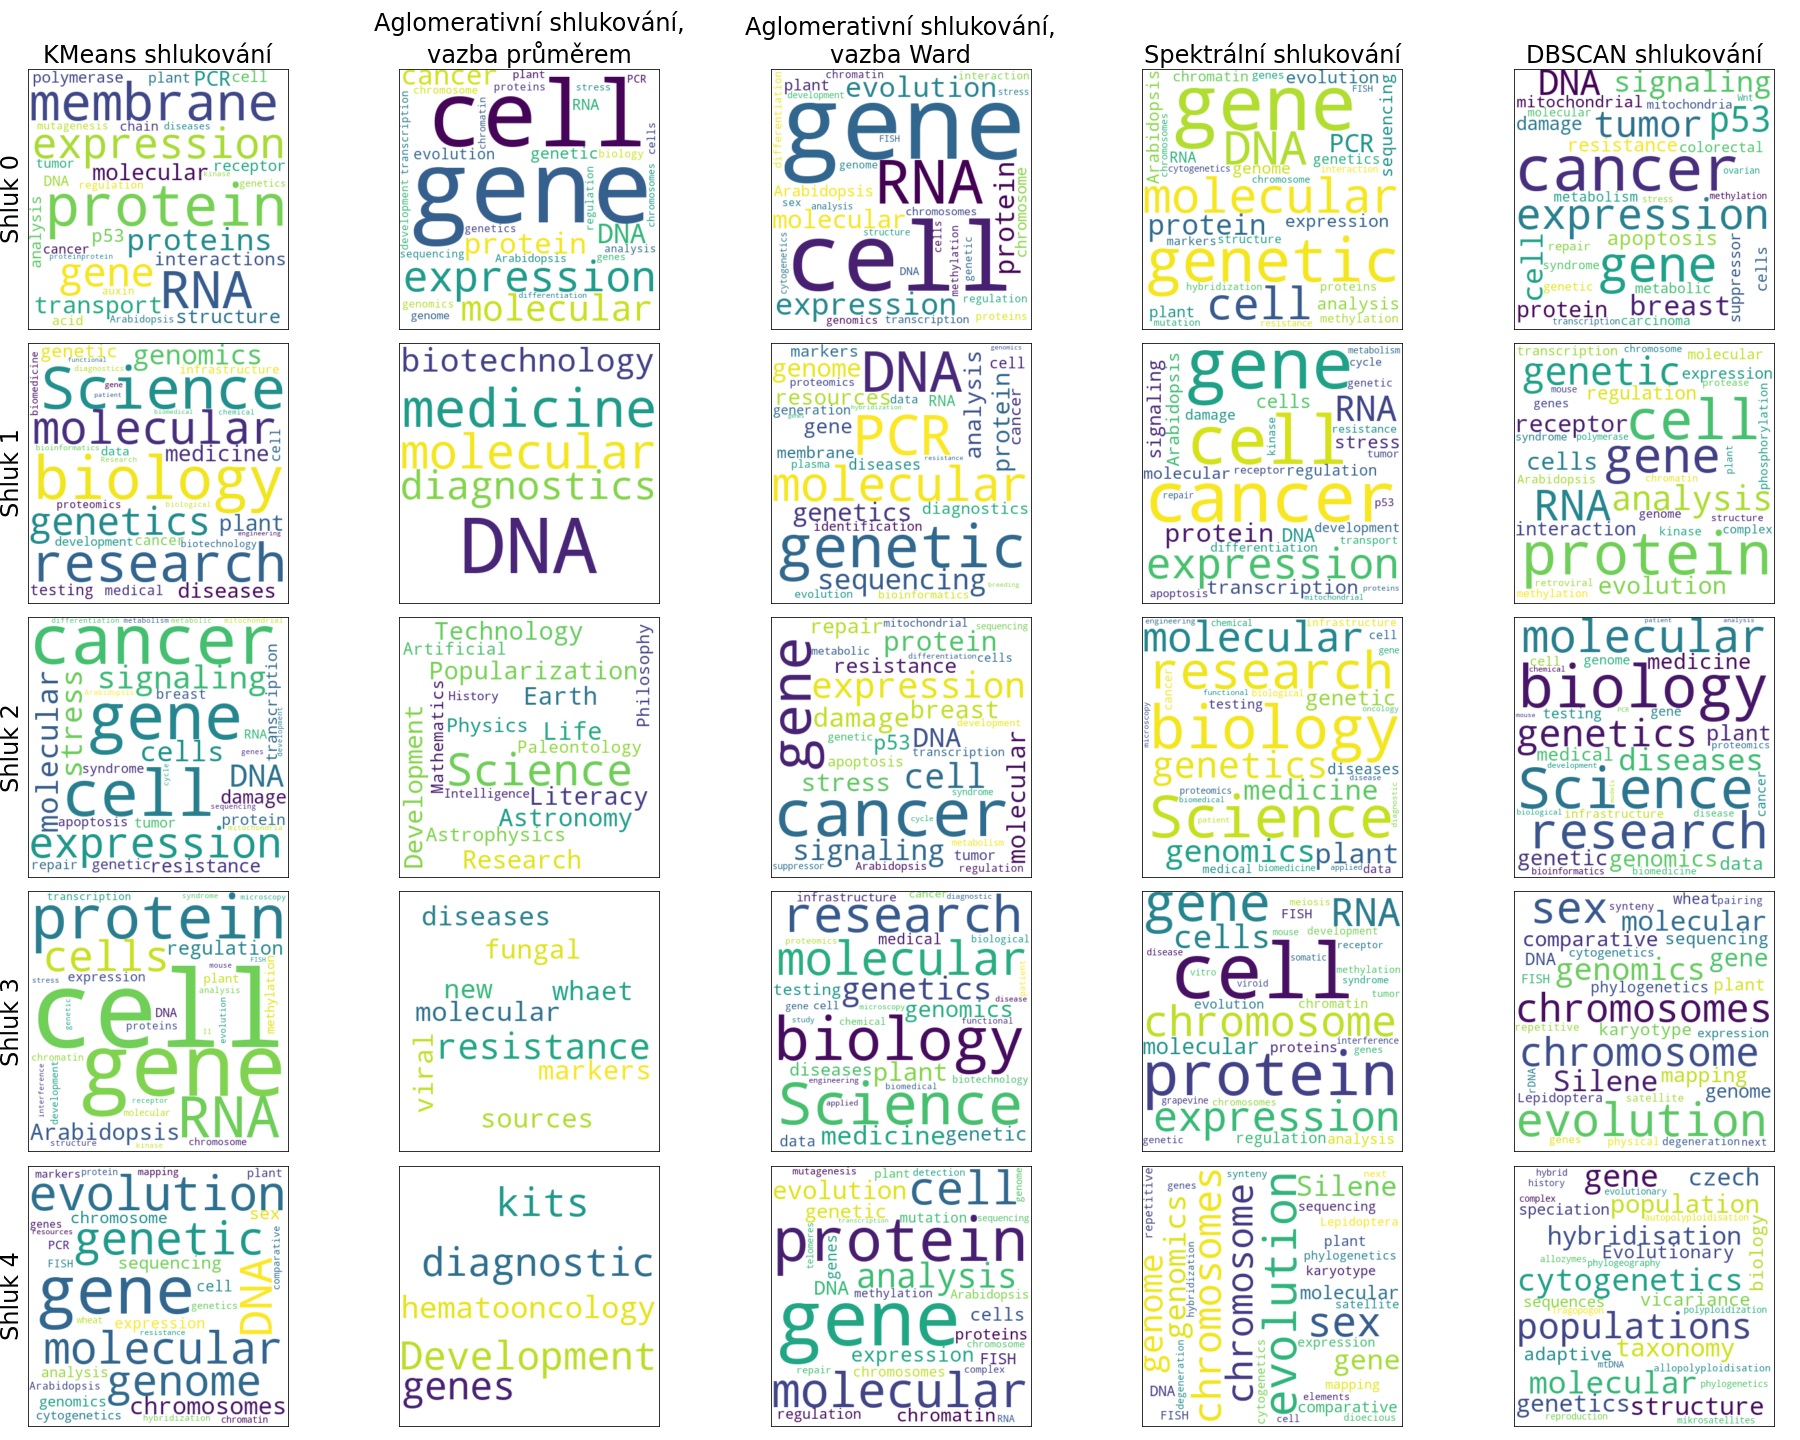 Aglomerativní shlukování,
vazba průměrem
Aglomerativní shlukování,
vazba Ward
KMeans shlukování
Spektrální shlukování
DBSCAN shlukování
Shluk 0
polymerase plant PCR cell
membrane
mutagenesis chain diseases
expression
tumor molecular receptor
kinase
DNA regulation genetics
protein
analysis
p53 proteins
cancer interactions
proteinprotein
gene RNA
auxin
transport
acid Arabidopsis structure
cancer plant PCR
chromosome proteins stress
cell
RNA
transcription chromatin cells
evolution genetic biology
gene
development regulation chromosomes
genetics DNA
protein analysis
sequencing Arabidopsis genes
expression
differentiation
genomics molecular
genome
chromatin interaction
plant evolution stress
development
differentiation
gene
FISH
genome
RNA protein chromosome
Arabidopsis
sex analysis
molecular chromosomes
structure
cell
cytogenetics cells methylation genetic
DNA
expression regulation
genomics transcription proteins
chromatin genes evolution
FISH
Arabidopsis sequencing
gene
chromosomes
DNA PCR
RNA genetics
cytogenetics genome interaction
chromosome
molecular
protein expression
markers structure
genetic
hybridization proteins
cell analysis
plant methylation
mutation resistance
DNA signaling
mitochondrial mitochondria Wnt
molecular
damage tumor p53
resistance colorectal
cancer ovarian
metabolism stress methylation
expression
repair apoptosis
cell suppressor cells
syndrome gene
genetic metabolic
protein breast
transcription carcinoma
Shluk 1
genetic genomics
functional
biomedicine
diagnostics infrastructure
Science
gene
patient
biomedical chemical
molecular cell
bioinformatics data medicine
Research
biology
proteomics biological
genetics plant
engineering
development cancer biotechnology
research
testing medical diseases
biotechnology
medicine
molecular
diagnostics
DNA
markers DNA genomics
genome cell
proteomics analysis
resources data RNA
generation hybridization protein cancer
genes
gene PCR
membrane
resistance
plasma diseases
molecular
genetics diagnostics
identification
genetic
sequencing
breeding
evolution bioinformatics
gene metabolism
cycle
signaling Arabidopsis genetic
cells RNA
damage
cell resistance
kinase stress
tumor
molecular receptor regulation
cancer
repair p53
protein DNA development
differentiation transport
expression
apoptosis transcription proteins
mitochondrial
transcription chromosome molecular
genetic expression
mouse protease
genes regulation
receptor cell
syndrome polymerase phosphorylation
cells gene plant
Arabidopsis chromatin
RNA analysis
genome structure
interaction kinase complex
protein
retroviral evolution
methylation
Shluk 2
differentiation metabolism metabolic mitochondrial
cancer
signaling transcription
molecular stress Arabidopsis breast
gene development
RNA
cells genes
syndrome cycle DNA
cell damage
sequencing
apoptosis tumor protein
mitochondria
expression
repair genetic resistance
Technology Philosophy
Artificial
Popularization
Mathematics History Earth
Physics Life
Paleontology
Development Science
Intelligence Literacy
Astronomy
Astrophysics
Research
repair mitochondrial sequencing
protein
metabolic differentiation cells
gene resistance
expression
damage breast
development
genetic p53 DNA
transcription
apoptosis
stress cell molecular
syndrome
cancer
cycle
metabolism
signaling tumor
suppressor Arabidopsis regulation
engineering chemical infrastructure
molecular cell
gene
research
cancer functional biological genetic
testing oncology
microscopy
biology
genetics diseases
disease
proteomics medicine
biomedical diagnostic
Science
patient
genomics plant
medical biomedicine applied data
patient analysis
molecular
cell genome medicine
chemical
biology
mouse testing PCR gene
genetics plant
proteomics
medical diseases
development
Science cancer
models
biological infrastructure disease
research
genetic genomics data
bioinformatics biomedicine
Shluk 3
transcription syndrome microscopy
protein
cells regulation
mouse FISH
stress expression plant methylation
analysis
cell
genetic DNA evolution
proteins II
chromatin
gene
interference development
receptor
molecular RNA
Arabidopsis
structure kinase chromosome
diseases
fungal
new whaet
molecular
viral resistance
markers
sources
infrastructure cancer diagnostic
research
proteomics medical biological
molecular patient
testing genetics disease
gene cell microscopy genomics
study chemical functional
biology
diseases plant
engineering biomedical biotechnology
Science
applied
data medicine genetic
gene meiosis RNA
FISH
cells mouse development
disease receptor
cell somatic
vitro methylation
viroid syndrome
tumor
evolution chromatin
chromosome
interference
molecular proteins genes
protein
grapevine chromosomes
expression
genetic regulation analysis
sex wheat pairing
synteny molecular
comparative sequencing
DNA cytogenetics
FISH genomics gene
phylogenetics plant
chromosomes
repetitive karyotype expression
chromosome
rDNA Silene mapping
Lepidoptera satellite genome
evolution
genes physical degeneration next
Shluk 4
markers protein mapping plant
evolution
genes chromosome sex
resources
PCR genetic comparative
FISH sequencing
gene cell DNA
genetics
wheat expression
resistance
molecular
analysis
Arabidopsis genome
genomics chromosomes
cytogenetics hybridization chromatin
kits
diagnostic
hematooncology
Development
genes
mutagenesis plant detection
evolution cell genome
genetic
transcription mutation sequencing
protein
telomeres genes analysis
DNA methylation Arabidopsis
gene cells
proteins
chromosome
expression FISH
repair chromosomes complex
molecular
regulation chromatin RNA
repetitive genes synteny next
Silene
sequencing
genomics chromosomes chromosome evolution Lepidoptera
plant
phylogenetics
genome hybridization karyotype
molecular
satellite
sex
expression
degeneration gene
cytogenetics mapping
DNA elements
comparative
FISH cell dioecious
hybrid gene czech
history evolutionary
complex population
speciation autopolyploidisation
hybridisation
Evolutionary biology
allozymes phylogeography
cytogenetics
sequences vicariance
Tragopogon polyploidization
populations
adaptive taxonomy
mtDNA allopolyploidisation
molecular phylogenetics
genetics structure
reproduction mikrosatellites